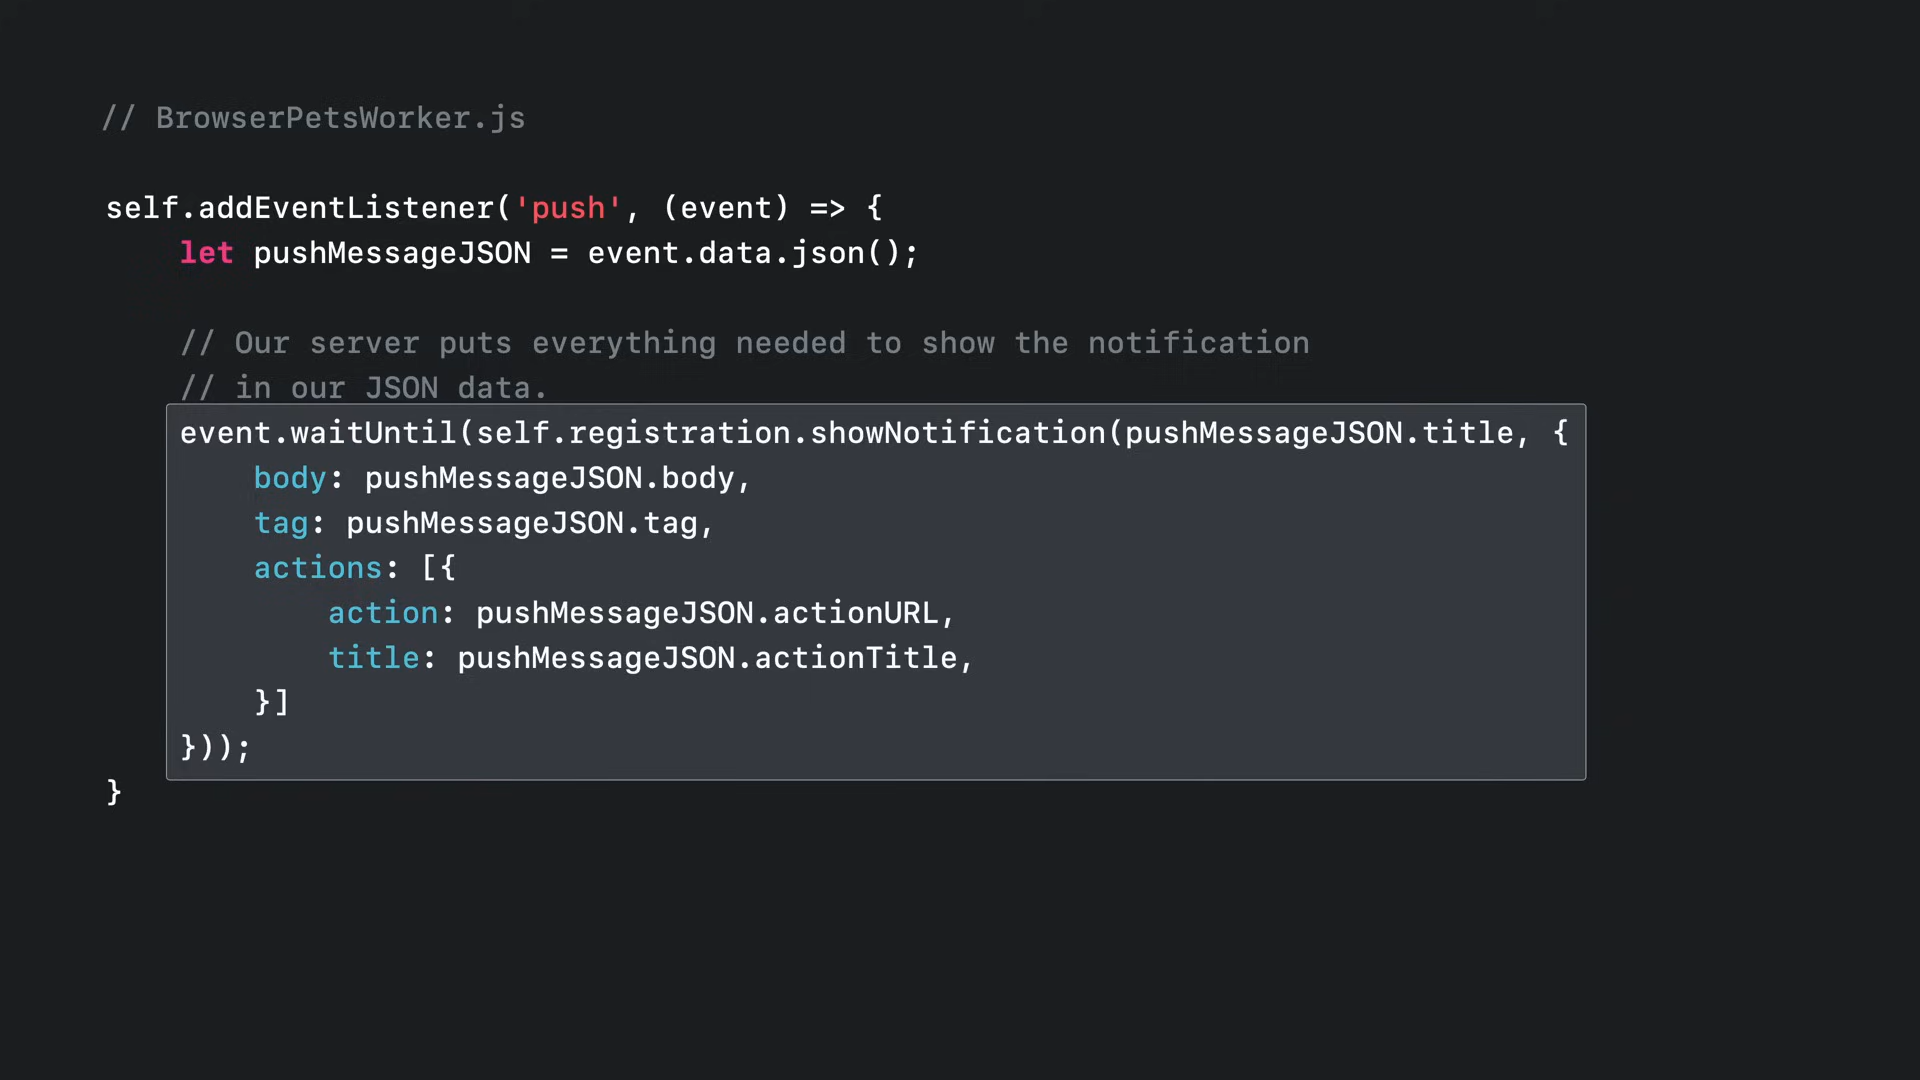 // BrowserPetsWorker.js
self.addEventListener('push', (event) => {
    let pushMessageJSON = event.data.json();
    // Our server puts everything needed to show the notification
    // in our JSON data.
    event.waitUntil(self.registration.showNotification(pushMessageJSON.title, {
        body: pushMessageJSON.body,
        tag: pushMessageJSON.tag,
        actions: [{
            action: pushMessageJSON.actionURL,
            title: pushMessageJSON.actionTitle,
        }]
    }));
}